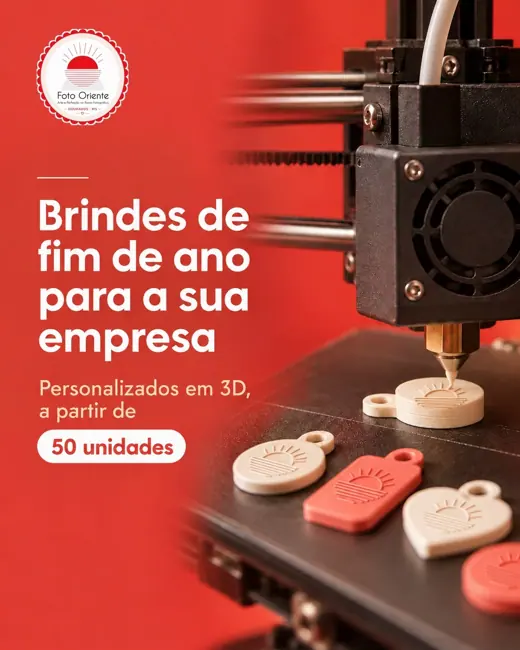 Foto Oriente
Brindes de
fim de ano
para a sua
empresa
Personalizados em 3D,
a partir de
50 unidades